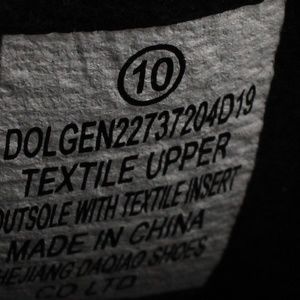 10
DOLGEN22737204D19
TEXTILE UPPER
OUTSOLE WITH TEXTILE INSERT
MADE IN CHINA
HEJIANG DAQIAO SHOES
CO LTD